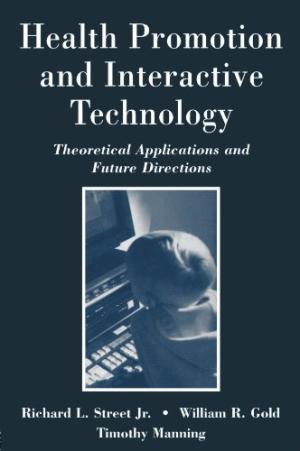 Health Promotion
and Interactive
Technology
Theoretical Applications and
Future Directions
Richard L. Street Jr. • William R. Gold
Timothy Manning